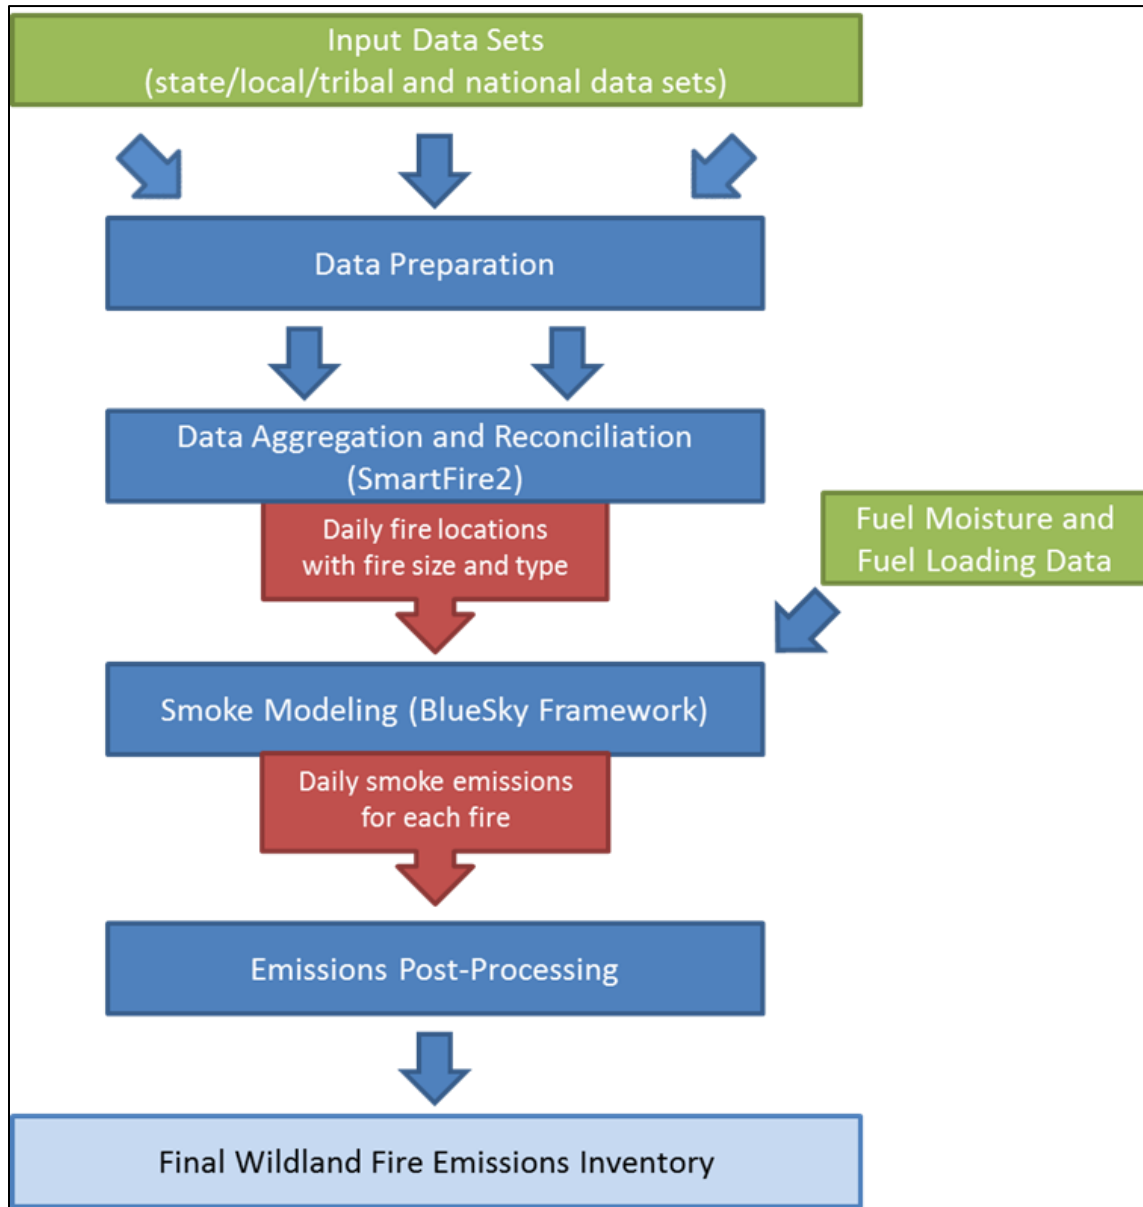 Input Data Sets
(state/local/tribal and national data sets)
Data Preparation
Data Aggregation and Reconciliation
(SmartFire2)
Daily fire locations
with fire size and type
Fuel Moisture and
Fuel Loading Data
Smoke Modeling (BlueSky Framework)
Daily smoke emissions
for each fire
Emissions Post-Processing
Final Wildland Fire Emissions Inventory